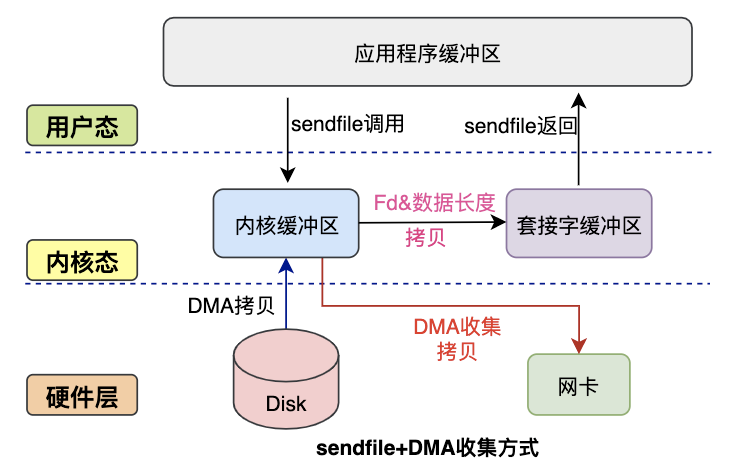 应用程序缓冲区
用户态
sendfile调用
sendfile返回
内核缓冲区
Fd&数据长度
拷贝
套接字缓冲区
内核态
DMA拷贝
DMA收集
拷贝
硬件层
Disk
网卡
sendfile+DMA收集方式